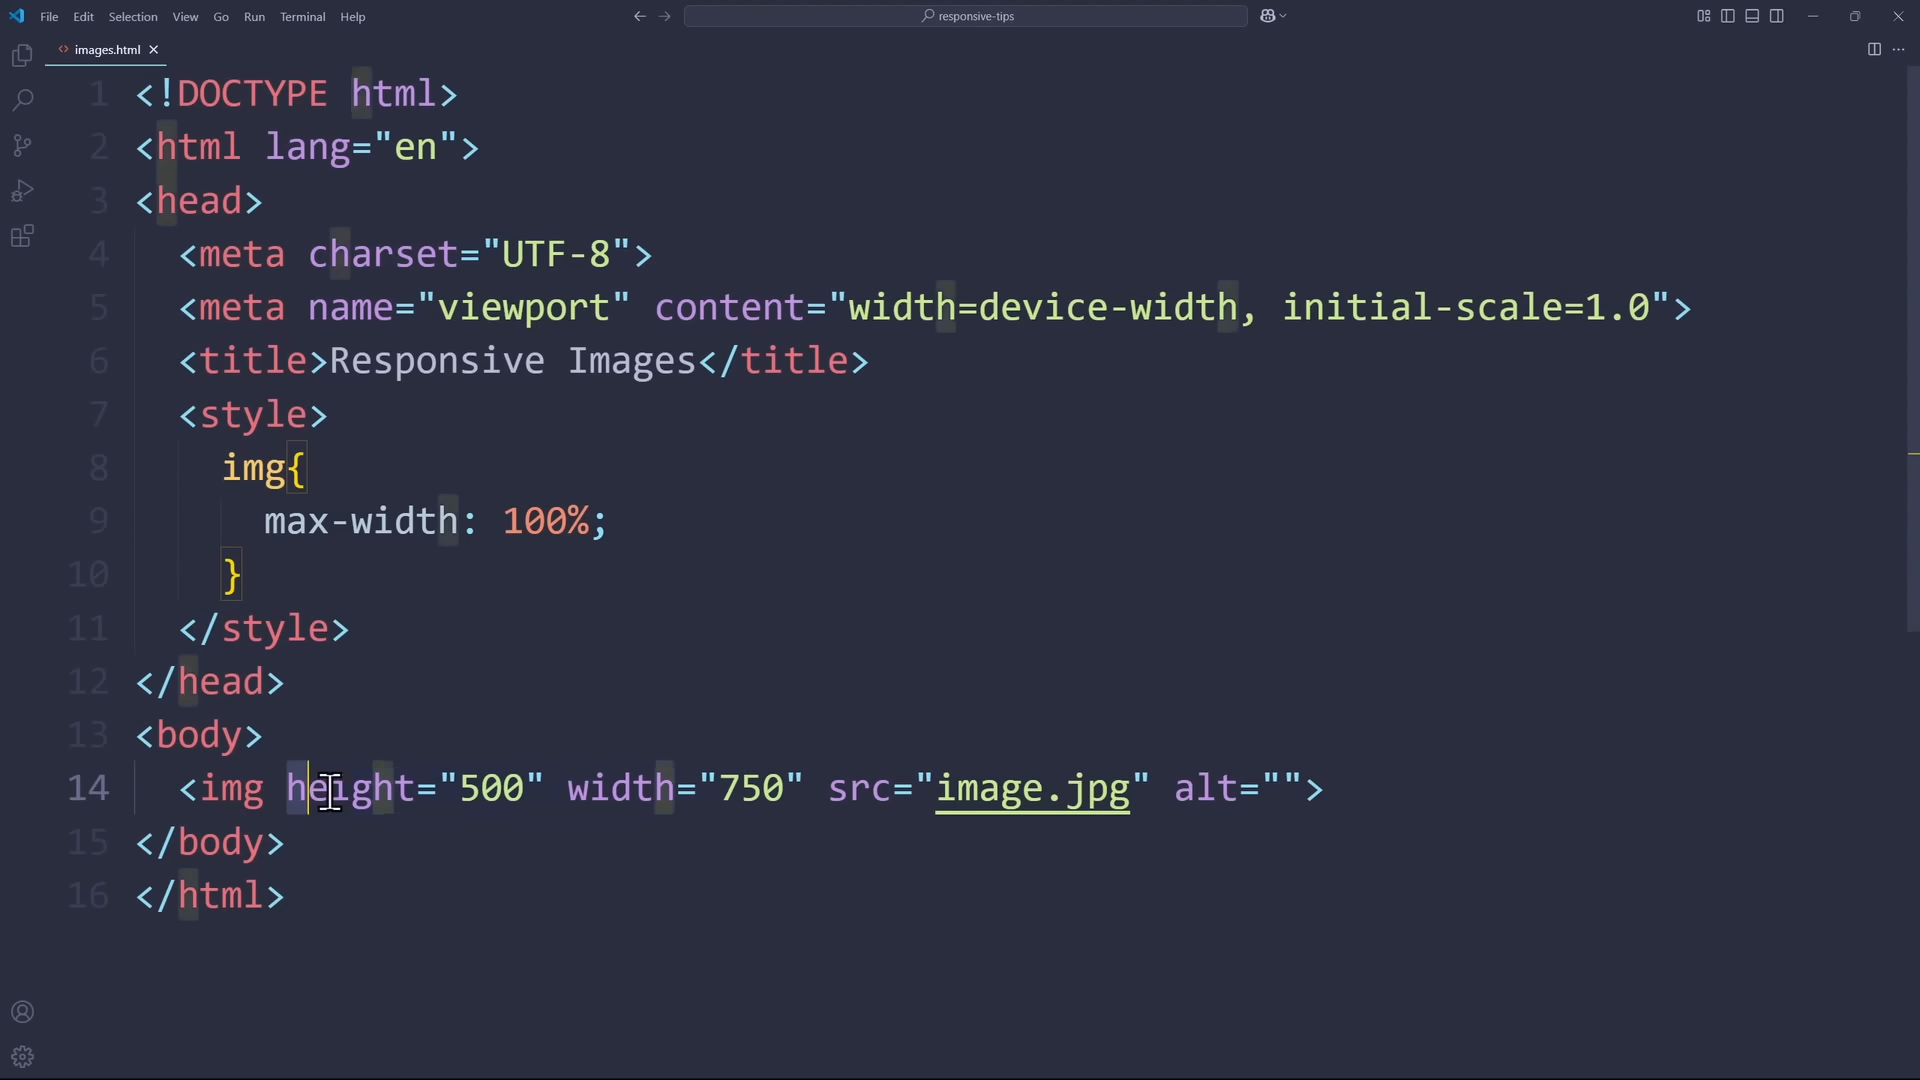 File Edit Selection View Go Run Terminal Help responsive-tips
images.html
1 <!DOCTYPE html>
2 <html lang="en">
3 <head>
4 <meta charset="UTF-8">
5 <meta name="viewport" content="width=device-width, initial-scale=1.0">
6 <title>Responsive Images</title>
7 <style>
8 img{
9 max-width: 100%;
10 }
11 </style>
12 </head>
13 <body>
14 <img height="500" width="750" src="image.jpg" alt="">
15 </body>
16 </html>